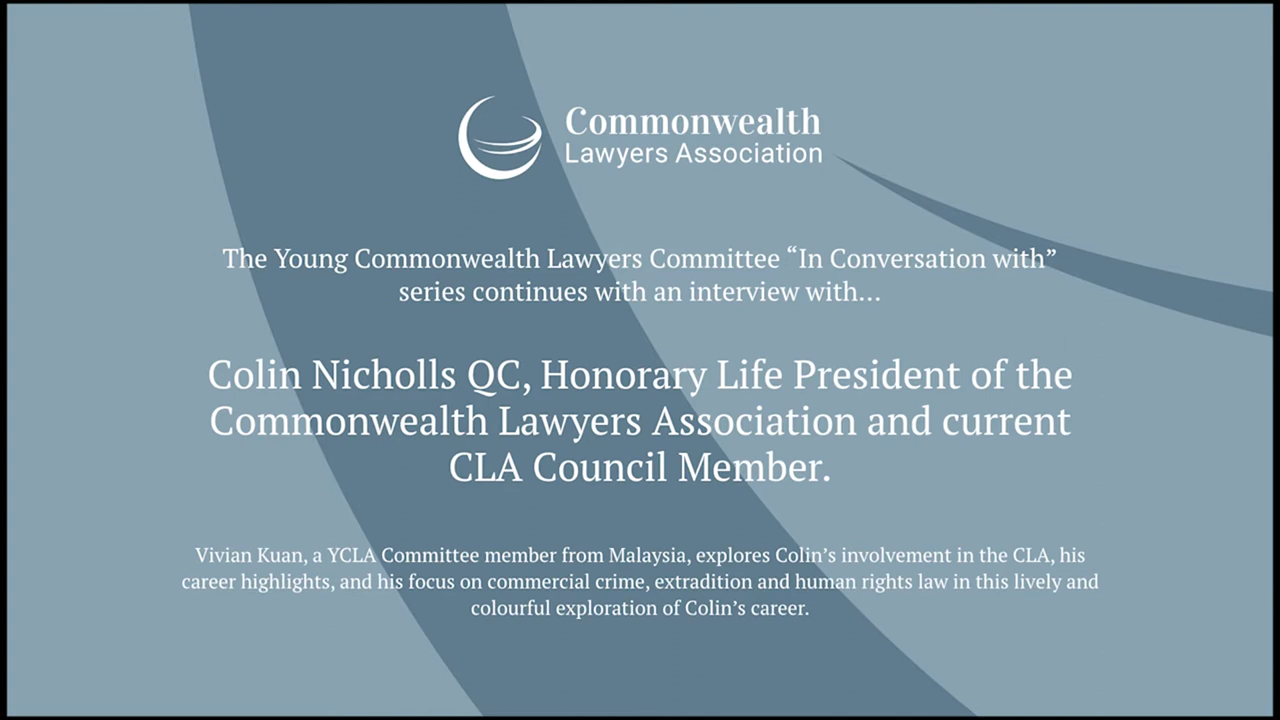 Commonwealth
Lawyers Association
The Young Commonwealth Lawyers Committee “In Conversation with”
series continues with an interview with...
Colin Nicholls QC, Honorary Life President of the
Commonwealth Lawyers Association and current
CLA Council Member.
Vivian Kuan, a YCLA Committee member from Malaysia, explores Colin’s involvement in the CLA, his
career highlights, and his focus on commercial crime, extradition and human rights law in this lively and
colourful exploration of Colin’s career.